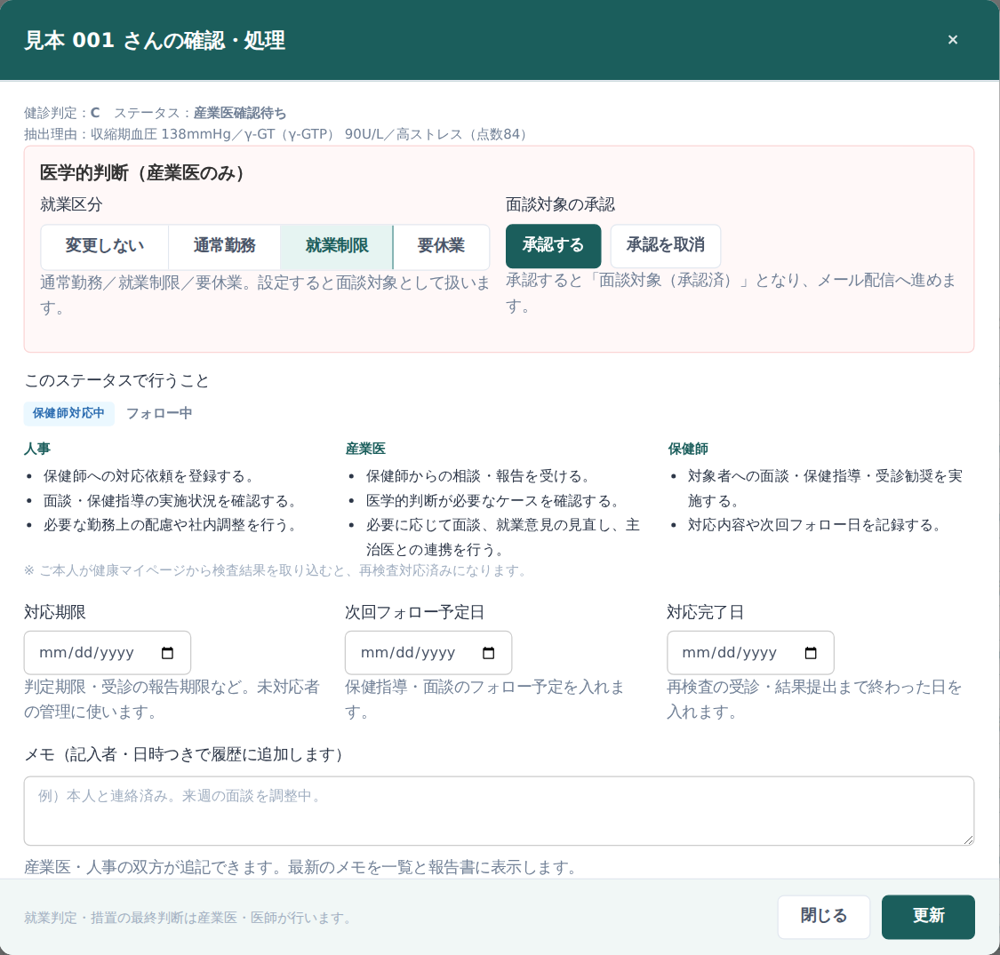 見本 001 さんの確認・処理
×
健診判定：C ステータス：産業医確認待ち
抽出理由：収縮期血圧 138mmHg／γ-GT（γ-GTP） 90U/L／高ストレス（点数84）
医学的判断（産業医のみ）
就業区分
変更しない 通常勤務 就業制限 要休業
通常勤務／就業制限／要休業。設定すると面談対象として扱いま
す。
面談対象の承認
承認する 承認を取消
承認すると「面談対象（承認済）」となり、メール配信へ進めま
す。
このステータスで行うこと
保健師対応中 フォロー中
人事
• 保健師への対応依頼を登録する。
• 面談・保健指導の実施状況を確認する。
• 必要な勤務上の配慮や社内調整を行う。
産業医
• 保健師からの相談・報告を受ける。
• 医学的判断が必要なケースを確認する。
• 必要に応じて面談、就業意見の見直し、主
治医との連携を行う。
保健師
• 対象者への面談・保健指導・受診勧奨を実
施する。
• 対応内容や次回フォロー日を記録する。
※ ご本人が健康マイページから検査結果を取り込むと、再検査対応済みになります。
対応期限
mm/dd/yyyy
判定期限・受診の報告期限など。未対応者
の管理に使います。
次回フォロー予定日
mm/dd/yyyy
保健指導・面談のフォロー予定を入れま
す。
対応完了日
mm/dd/yyyy
再検査の受診・結果提出まで終わった日を
入れます。
メモ（記入者・日時つきで履歴に追加します）
例）本人と連絡済み。来週の面談を調整中。
産業医・人事の双方が追記できます。最新のメモを一覧と報告書に表示します。
就業判定・措置の最終判断は産業医・医師が行います。
閉じる 更新